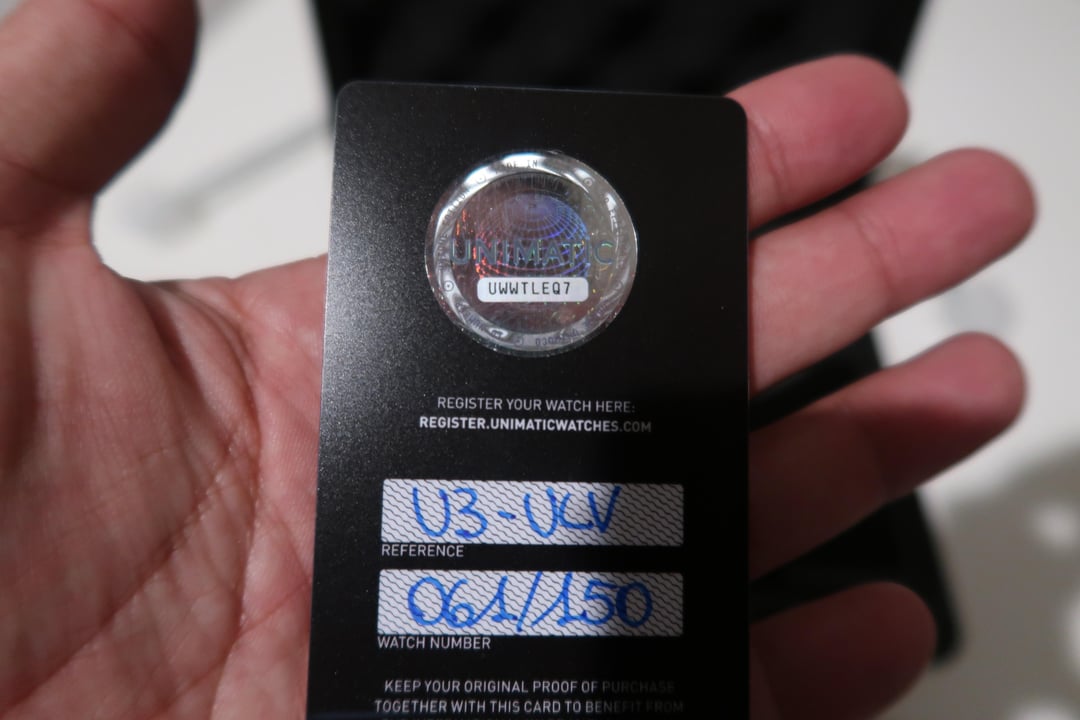 UNIMATIC
UWWTLEQ7
REGISTER YOUR WATCH HERE:
REGISTER.UNIMATICWATCHES.COM
U3-UCV
REFERENCE
061/150
WATCH NUMBER
KEEP YOUR ORIGINAL PROOF OF PURCHASE
TOGETHER WITH THIS CARD TO BENEFIT FROM